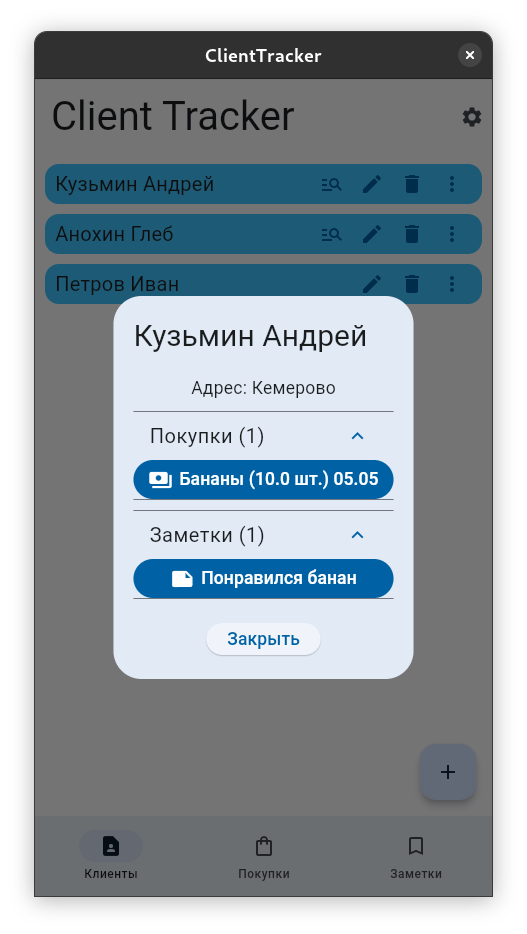 ClientTracker
Client Tracker
Кузьмин Андрей
Анохин Глеб
Петров Иван
Кузьмин Андрей
Адрес: Кемерово
Покупки (1)
Бананы (10.0 шт.) 05.05
Заметки (1)
Понравился банан
Закрыть
Клиенты Покупки Заметки